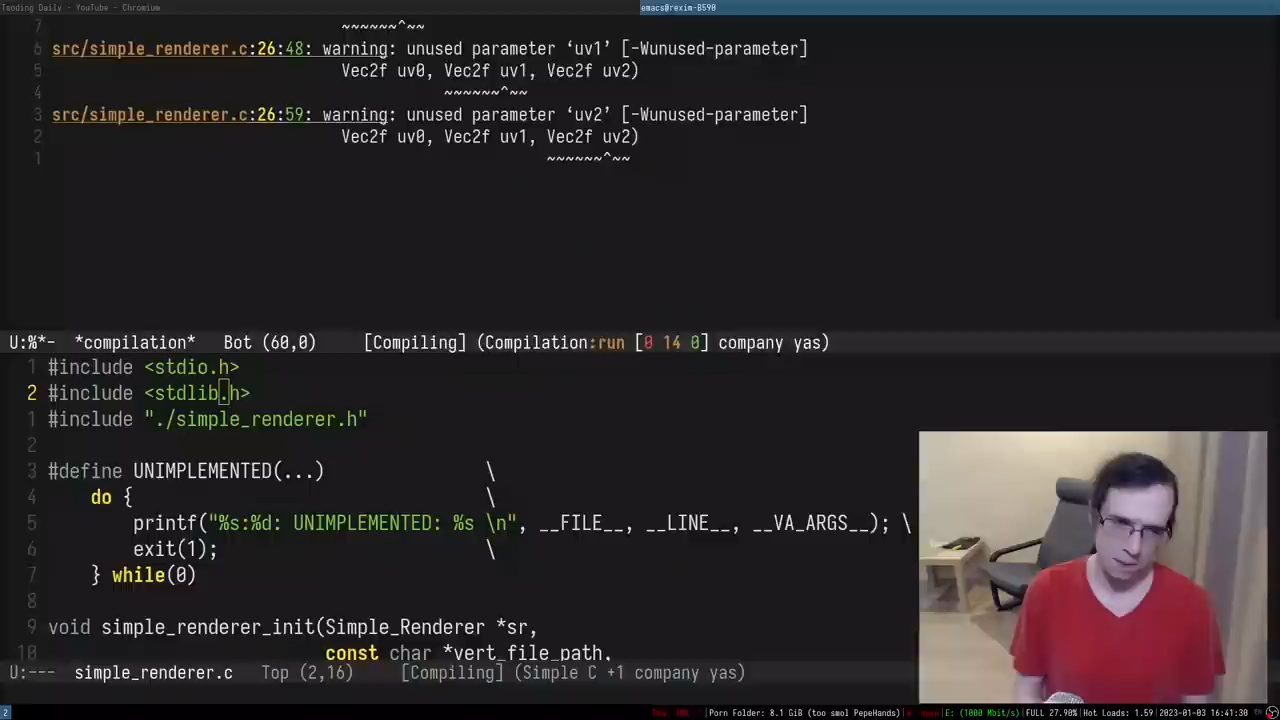 Tsoding Daily - YouTube - Chromium
emacs@rexim-B590
7 ~~~~~~^~~
6 src/simple_renderer.c:26:48: warning: unused parameter ‘uv1’ [-Wunused-parameter]
5 Vec2f uv0, Vec2f uv1, Vec2f uv2)
4 ~~~~~~^~~
3 src/simple_renderer.c:26:59: warning: unused parameter ‘uv2’ [-Wunused-parameter]
2 Vec2f uv0, Vec2f uv1, Vec2f uv2)
1 ~~~~~~^~~
U:%*- *compilation* Bot (60,0) [Compiling] (Compilation:run [0 14 0] company yas)
1 #include <stdio.h>
2 #include <stdlib.h>
1 #include "./simple_renderer.h"
2
3 #define UNIMPLEMENTED(...) \
4 do { \
5 printf("%s:%d: UNIMPLEMENTED: %s \n", __FILE__, __LINE__, __VA_ARGS__); \
6 exit(1); \
7 } while(0)
8
9 void simple_renderer_init(Simple_Renderer *sr,
10 const char *vert_file_path,
U:--- simple_renderer.c Top (2,16) [Compiling] (Simple C +1 company yas)
2
Porn Folder: 8.1 GiB (too smol PepeHands)
E: (1000 Mbit/s)|FULL 27.90%|Hot Loads: 1.59|2023-01-03 16:41:30